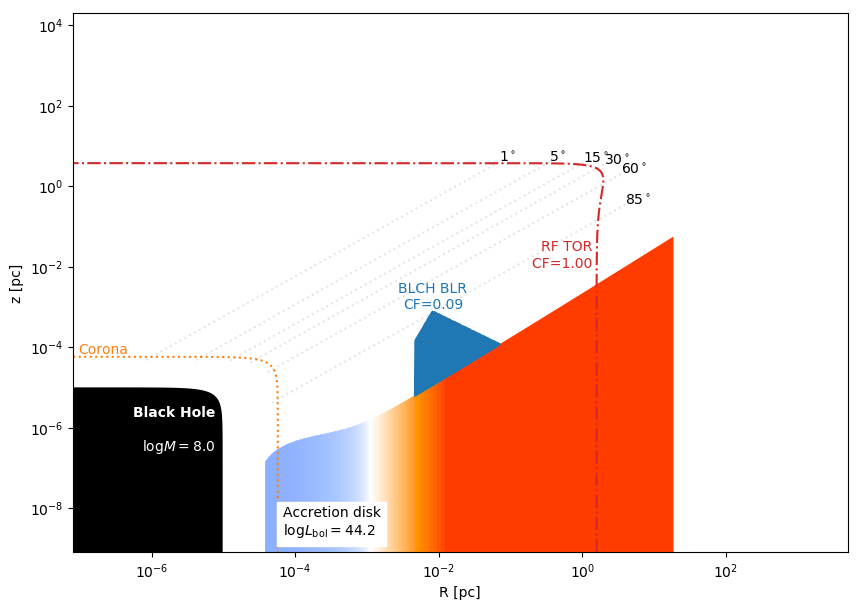 10^4
10^2
10^0
10^-2
10^-4
10^-6
10^-8
z [pc]
1° 5° 15° 30°
60°
85°
RF TOR
CF=1.00
BLCH BLR
CF=0.09
Corona
Black Hole
logM = 8.0
Accretion disk
logL_bol = 44.2
10^-6 10^-4 10^-2 10^0 10^2
R [pc]